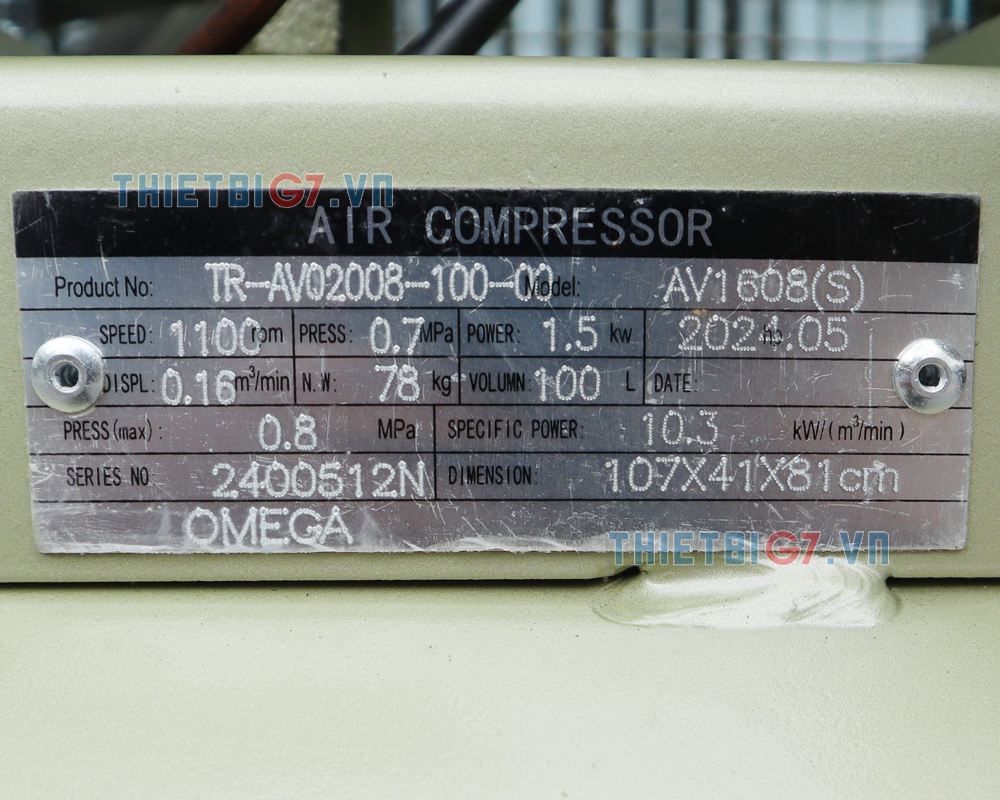 THIETBIG7.VN
AIR COMPRESSOR
Product No: TR-AV02008-100-00 Model: AV1608(S)
SPEED: 1100 rpm PRESS: 0.7 MPa POWER: 1.5 kw 2024.05 hp
DISPL: 0.16 m³/min N.W: 78 kg VOLUMN: 100 L DATE:
PRESS(max): 0.8 MPa SPECIFIC POWER: 10.3 kW/(m³/min)
SERIES NO. 2400512N DIMENSION: 107X41X81cm
OMEGA
THIETBIG7.VN